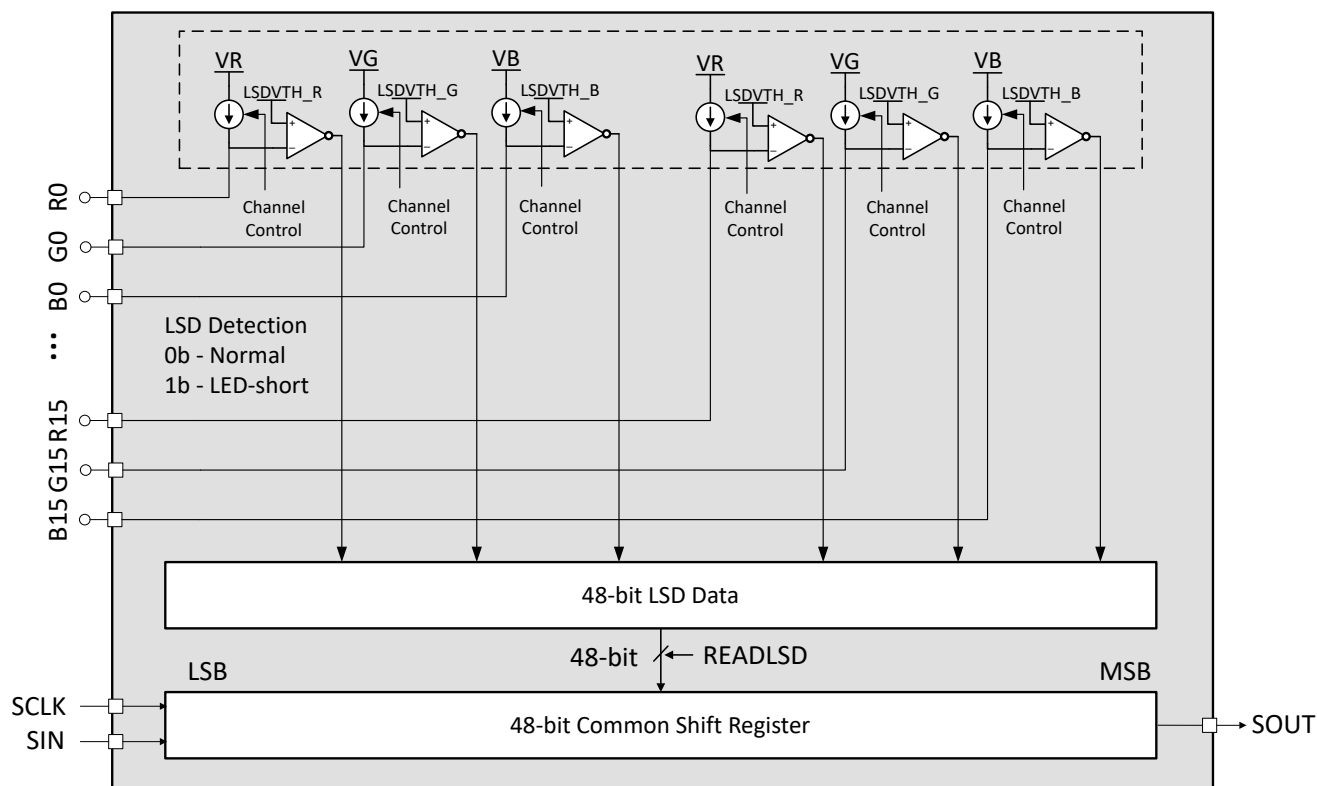 VR
VG
VB
VR
VG
VB
LSDVTH_R
LSDVTH_G
LSDVTH_B
LSDVTH_R
LSDVTH_G
LSDVTH_B
+
+
+
+
+
+
−
−
−
−
−
−
Channel
Control
Channel
Control
Channel
Control
Channel
Control
Channel
Control
Channel
Control
R0
G0
B0
...
R15
G15
B15
LSD Detection
0b - Normal
1b - LED-short
48-bit LSD Data
48-bit
READLSD
LSB
MSB
SCLK
SIN
48-bit Common Shift Register
SOUT